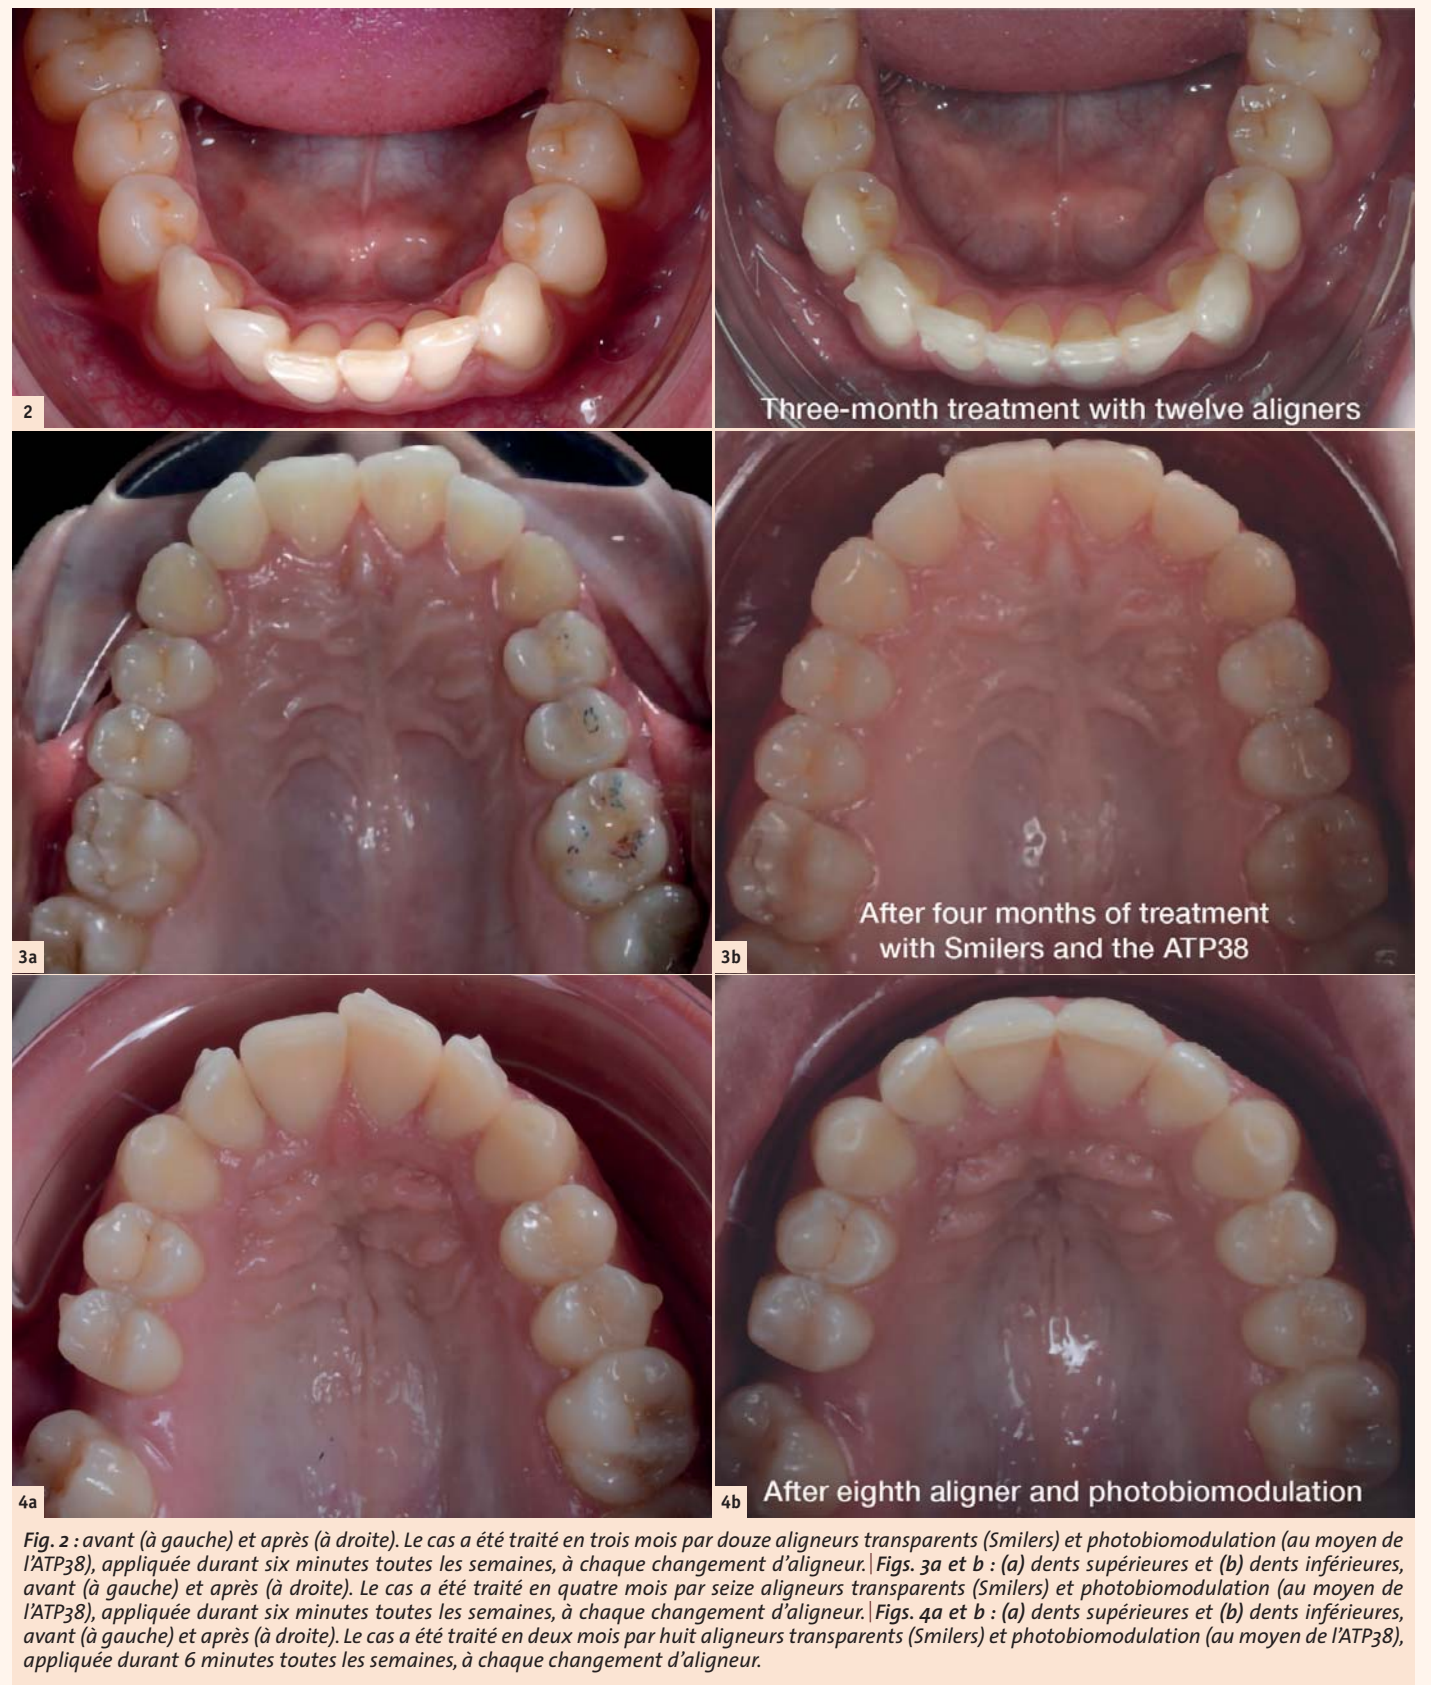 2
Three-month treatment with twelve aligners
3a
3b
After four months of treatment
with Smilers and the ATP38
4a
4b
After eighth aligner and photobiomodulation
Fig. 2 : avant (à gauche) et après (à droite). Le cas a été traité en trois mois par douze aligneurs transparents (Smilers) et photobiomodulation (au moyen de
l’ATP38), appliquée durant six minutes toutes les semaines, à chaque changement d’aligneur.|Figs. 3a et b : (a) dents supérieures et (b) dents inférieures,
avant (à gauche) et après (à droite). Le cas a été traité en quatre mois par seize aligneurs transparents (Smilers) et photobiomodulation (au moyen de
l’ATP38), appliquée durant six minutes toutes les semaines, à chaque changement d’aligneur.|Figs. 4a et b : (a) dents supérieures et (b) dents inférieures,
avant (à gauche) et après (à droite). Le cas a été traité en deux mois par huit aligneurs transparents (Smilers) et photobiomodulation (au moyen de l’ATP38),
appliquée durant 6 minutes toutes les semaines, à chaque changement d’aligneur.